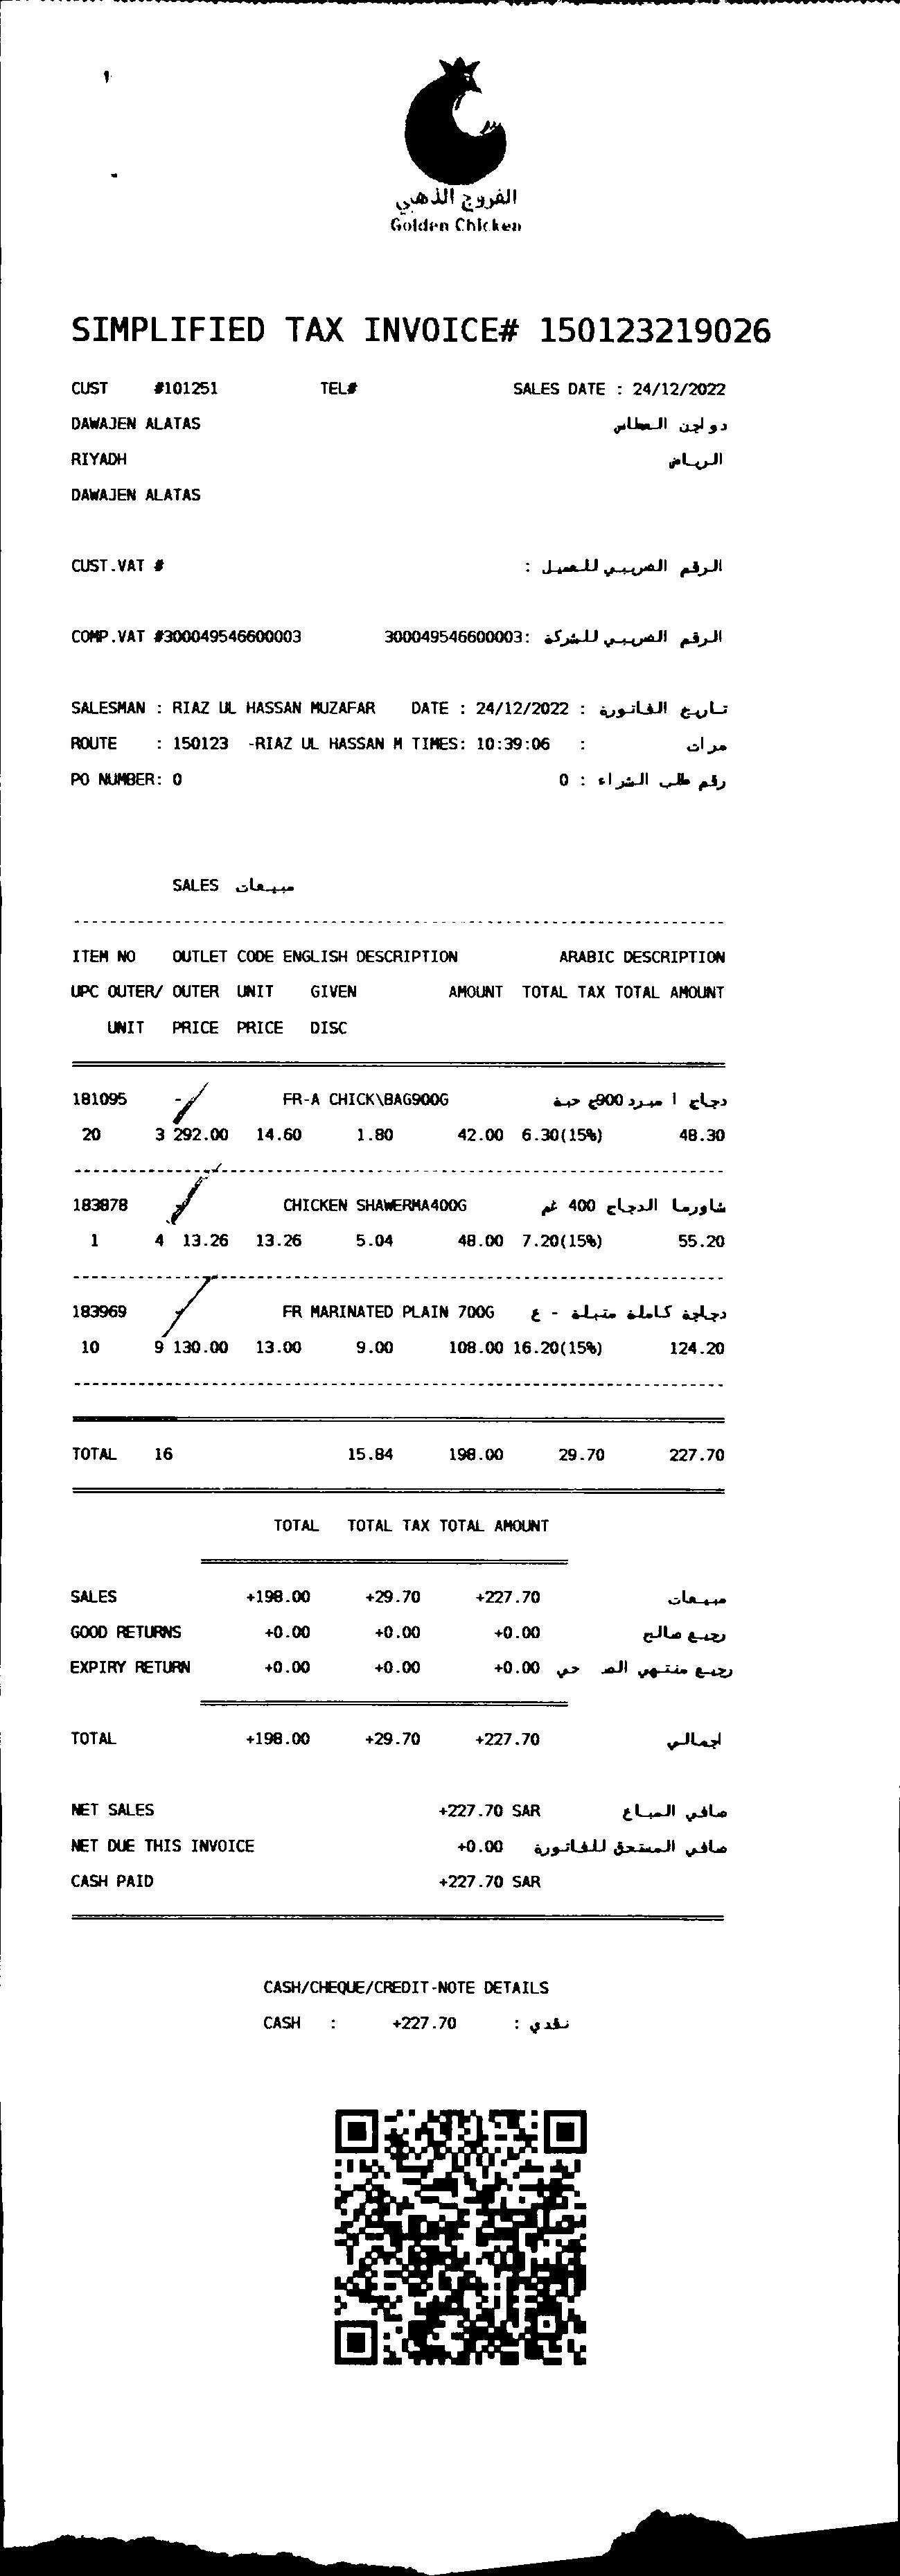 الفروج الذهبي
Golden Chicken
SIMPLIFIED TAX INVOICE# 150123219026
CUST #101251 TEL# SALES DATE : 24/12/2022
DAWAJEN ALATAS دواجن العطاس
RIYADH الرياض
DAWAJEN ALATAS
CUST.VAT # الرقم الضريبي للعميل :
COMP.VAT #300049546600003 300049546600003: الرقم الضريبي للشركة
SALESMAN : RIAZ UL HASSAN MUZAFAR DATE : 24/12/2022 : تاريخ الفاتورة
ROUTE : 150123 -RIAZ UL HASSAN M TIMES: 10:39:06 : مرات
PO NUMBER: 0 0 : رقم طلب الشراء
SALES مبيعات
ITEM NO OUTLET CODE ENGLISH DESCRIPTION ARABIC DESCRIPTION
UPC OUTER/ OUTER UNIT GIVEN AMOUNT TOTAL TAX TOTAL AMOUNT
UNIT PRICE PRICE DISC
181095 - FR-A CHICK\BAG900G دجاج ا مبرد 900ج حبة
20 3 292.00 14.60 1.80 42.00 6.30(15%) 48.30
183878 - CHICKEN SHAWERMA400G شاورما الدجاج 400 غم
1 4 13.26 13.26 5.04 48.00 7.20(15%) 55.20
183969 - FR MARINATED PLAIN 700G دجاجة كاملة متبلة - ع
10 9 130.00 13.00 9.00 108.00 16.20(15%) 124.20
TOTAL 16 15.84 198.00 29.70 227.70
TOTAL TOTAL TAX TOTAL AMOUNT
SALES +198.00 +29.70 +227.70 مبيعات
GOOD RETURNS +0.00 +0.00 +0.00 رجيع صالح
EXPIRY RETURN +0.00 +0.00 +0.00 رجيع منتهي الص حي
TOTAL +198.00 +29.70 +227.70 اجمالي
NET SALES +227.70 SAR صافي المباع
NET DUE THIS INVOICE +0.00 صافي المستحق للفاتورة
CASH PAID +227.70 SAR
CASH/CHEQUE/CREDIT-NOTE DETAILS
CASH : +227.70 : نقدي